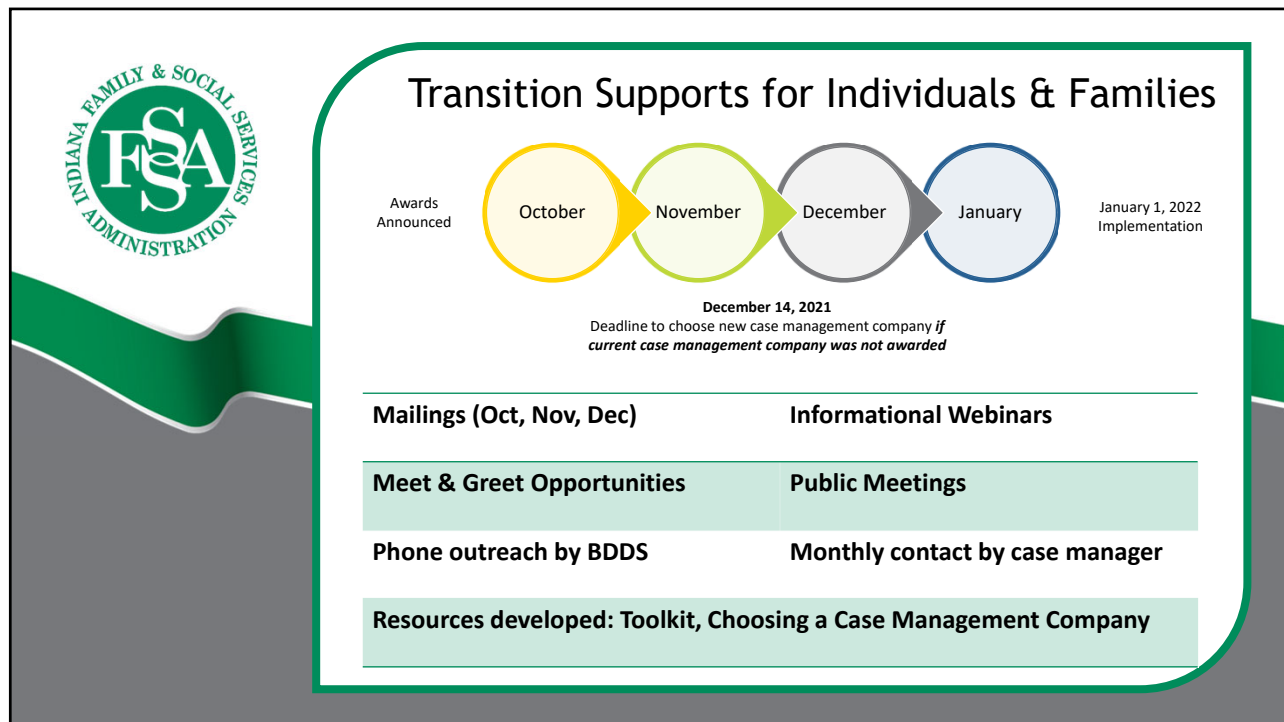 INDIANA FAMILY & SOCIAL SERVICES ADMINISTRATION
FSSA
Transition Supports for Individuals & Families
Awards
Announced
October
November
December
January
January 1, 2022
Implementation
December 14, 2021
Deadline to choose new case management company if
current case management company was not awarded
Mailings (Oct, Nov, Dec)
Informational Webinars
Meet & Greet Opportunities
Public Meetings
Phone outreach by BDDS
Monthly contact by case manager
Resources developed: Toolkit, Choosing a Case Management Company